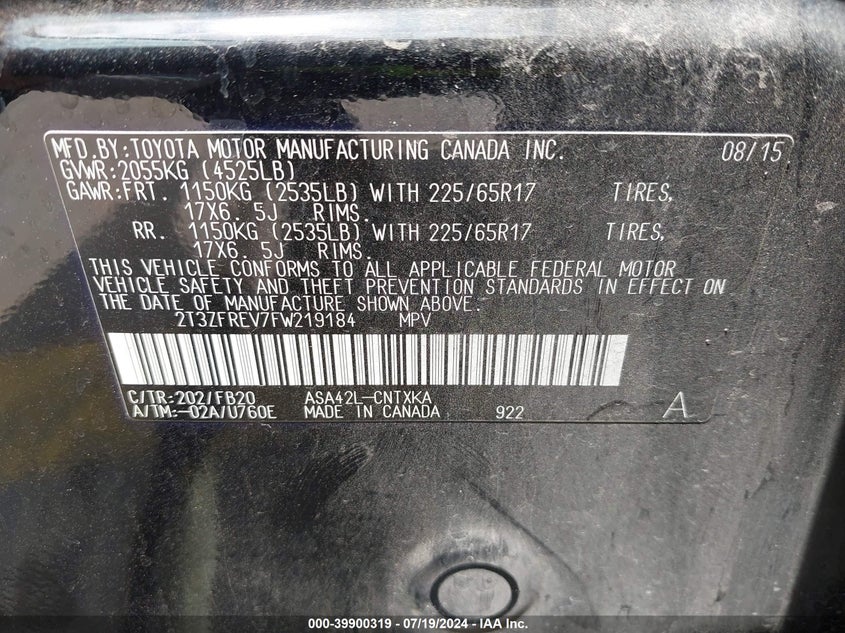 MFD.BY:TOYOTA MOTOR MANUFACTURING CANADA INC. 08/15
GVWR:2055KG (4525LB)
GAWR:FRT. 1150KG (2535LB) WITH 225/65R17 TIRES,
17X6. 5J RIMS.
RR. 1150KG (2535LB) WITH 225/65R17 TIRES,
17X6. 5J RIMS.
THIS VEHICLE CONFORMS TO ALL APPLICABLE FEDERAL MOTOR
VEHICLE SAFETY AND THEFT PREVENTION STANDARDS IN EFFECT ON
THE DATE OF MANUFACTURE SHOWN ABOVE.
2T3ZFREV7FW219184 MPV
C/TR:202/FB20 ASA42L-CNTXKA
A/TM:-02A/U760E MADE IN CANADA 922 A
000-39900319 - 07/19/2024 - IAA Inc.